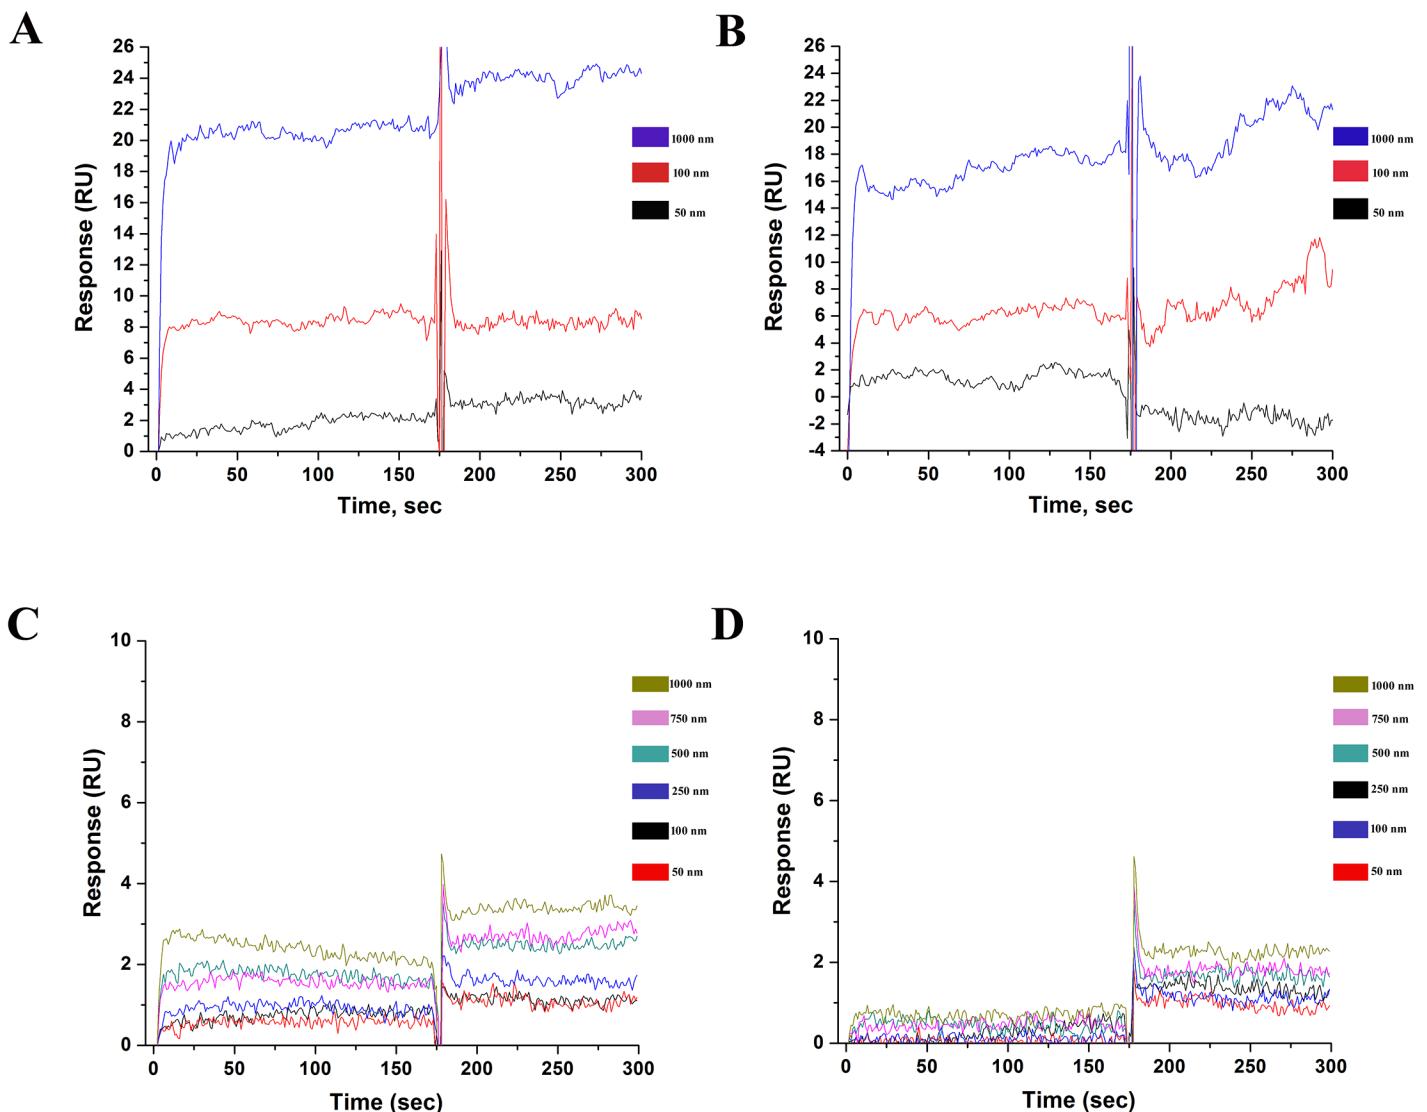 A
26
24
22
20
18
16
14
12
10
8
6
4
2
0
0 50 100 150 200 250 300
Response (RU)
Time, sec
1000 nm
100 nm
50 nm
B
26
24
22
20
18
16
14
12
10
8
6
4
2
0
-2
-4
0 50 100 150 200 250 300
Response (RU)
Time, sec
1000 nm
100 nm
50 nm
C
10
8
6
4
2
0
0 50 100 150 200 250 300
Response (RU)
Time (sec)
1000 nm
750 nm
500 nm
250 nm
100 nm
50 nm
D
10
8
6
4
2
0
0 50 100 150 200 250 300
Response (RU)
Time (sec)
1000 nm
750 nm
500 nm
250 nm
100 nm
50 nm